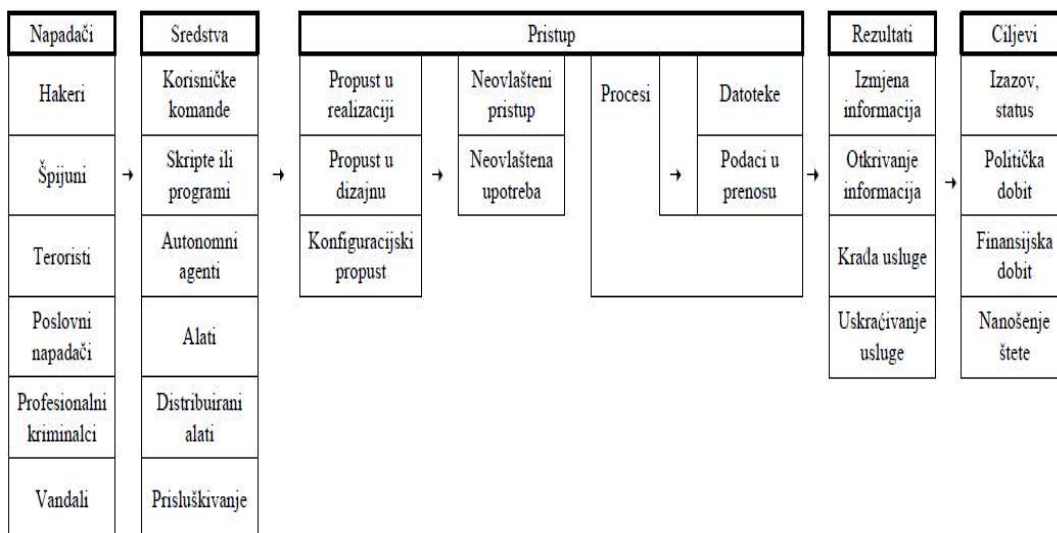 Napadači
Sredstva
Pristup
Rezultati
Ciljevi
Hakeri
Špijuni
Teroristi
Poslovni
napadači
Profesionalni
kriminalci
Vandali
Korisničke
komande
Skripte ili
programi
Autonomni
agenti
Alati
Distribuirani
alati
Prisluškivanje
Propust u
realizaciji
Propust u
dizajnu
Konfiguracijski
propust
Neovlašteni
pristup
Neovlaštena
upotreba
Procesi
Datoteke
Podaci u
prenosu
Izmjena
informacija
Otkrivanje
informacija
Krađa usluge
Uskraćivanje
usluge
Izazov,
status
Politička
dobit
Finansijska
dobit
Nanošenje
štete